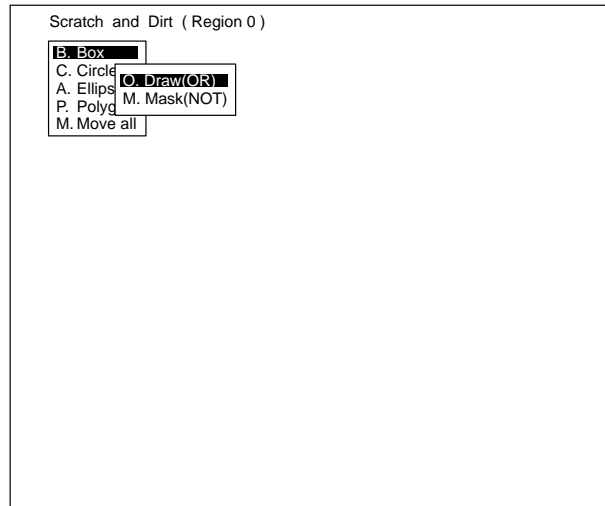 Scratch and Dirt ( Region 0 )
B. Box
C. Circle
O. Draw(OR)
A. Ellips
M. Mask(NOT)
P. Polyg
M. Move all